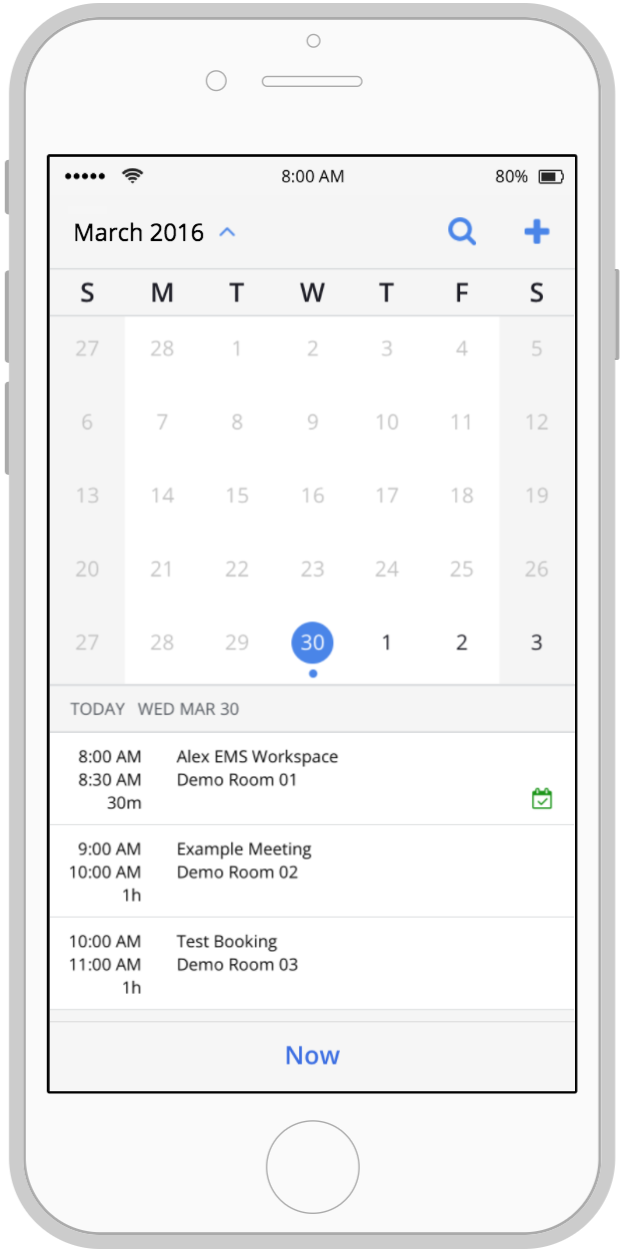 8:00 AM 80%
March 2016
S M T W T F S
27 28 1 2 3 4 5
6 7 8 9 10 11 12
13 14 15 16 17 18 19
20 21 22 23 24 25 26
27 28 29 30 1 2 3
TODAY WED MAR 30
8:00 AM Alex EMS Workspace
8:30 AM Demo Room 01
30m
9:00 AM Example Meeting
10:00 AM Demo Room 02
1h
10:00 AM Test Booking
11:00 AM Demo Room 03
1h
Now